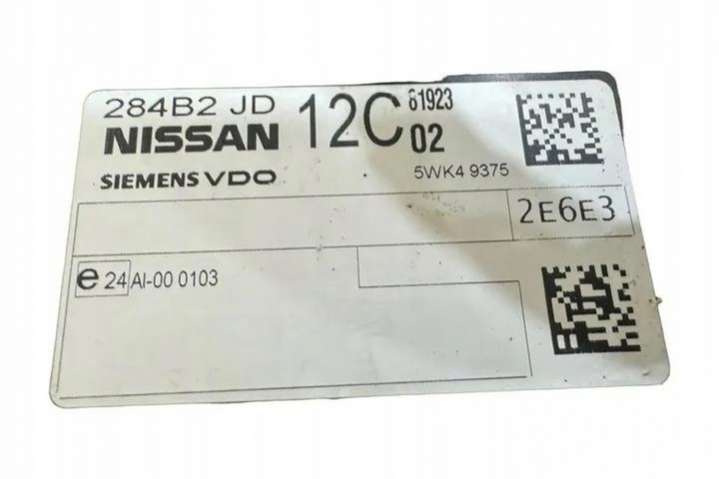 284B2 JD 12C 61923
NISSAN 02
SIEMENS VDO 5WK4 9375
2E6E3
e 24 AI-00 0103